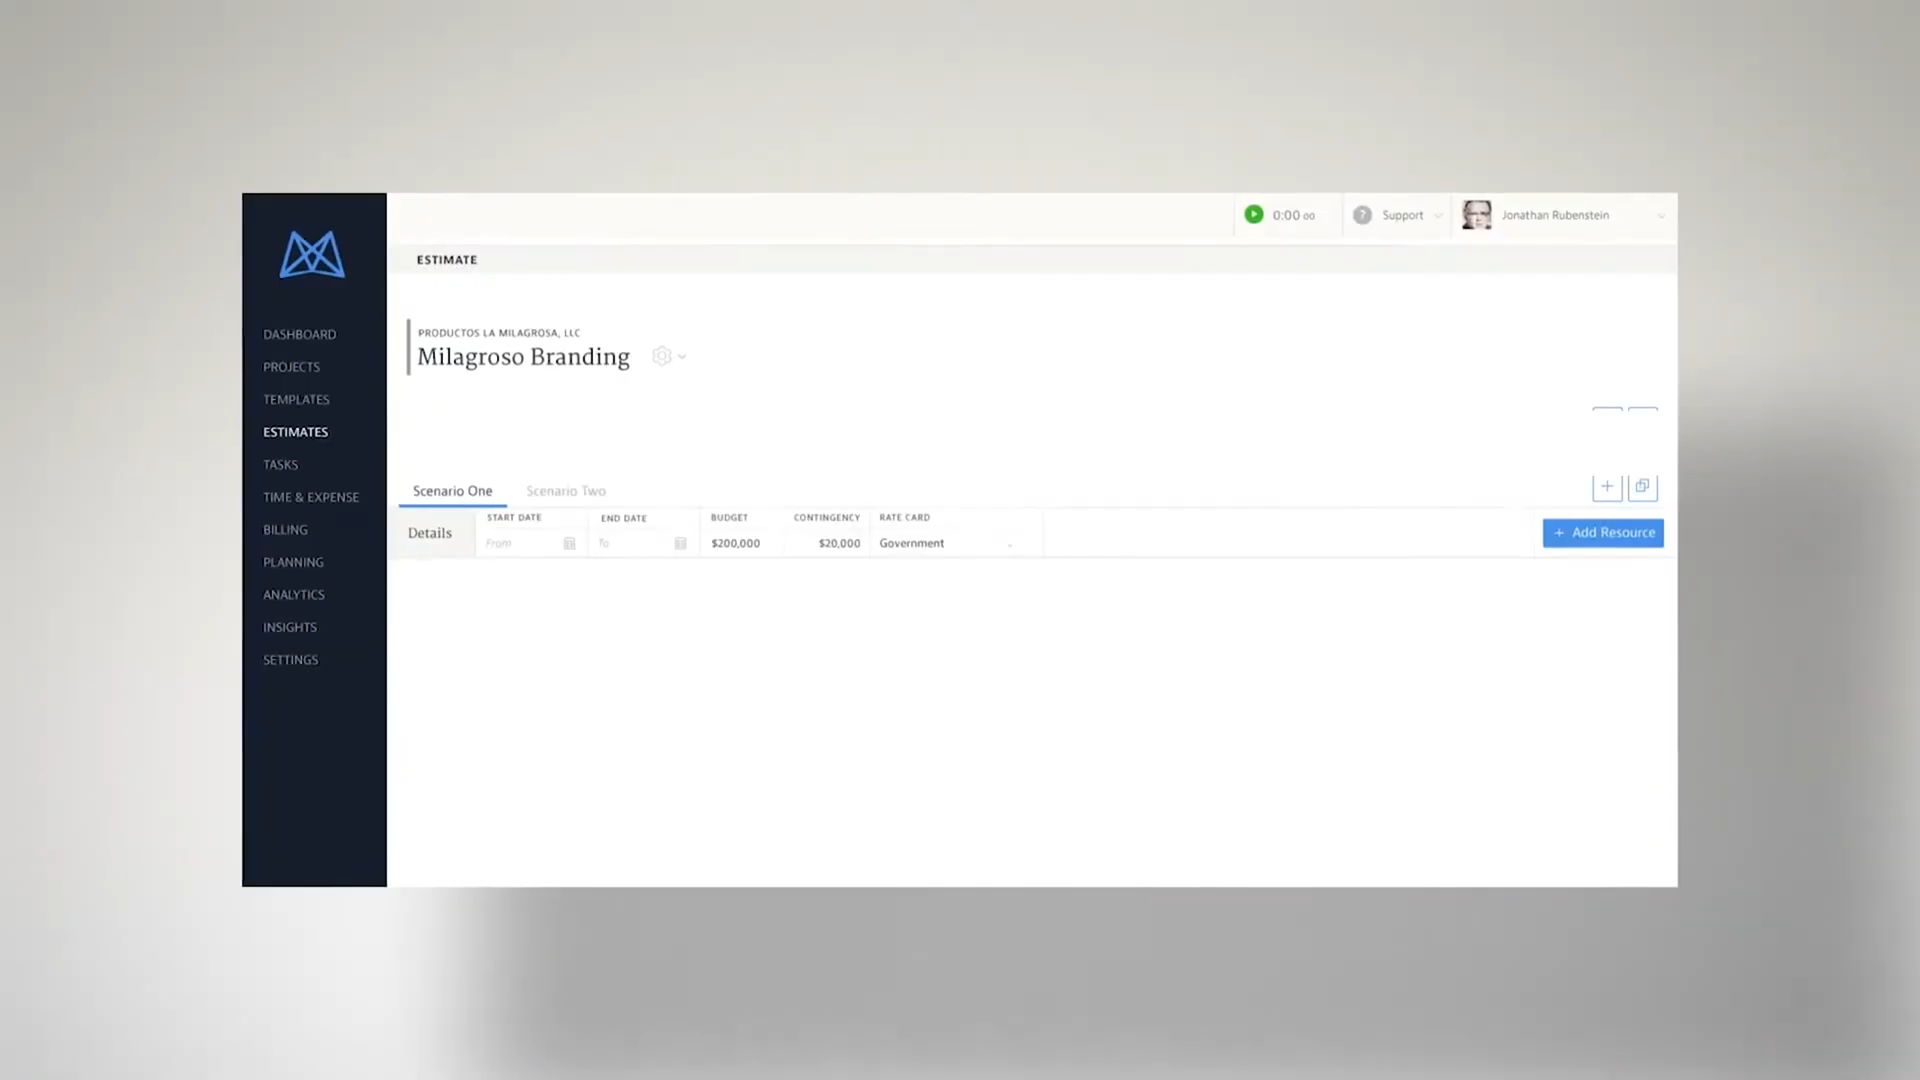 0:00 00
? Support
Jonathan Rubenstein
ESTIMATE
PRODUCTOS LA MILAGROSA, LLC
Milagroso Branding
DASHBOARD
PROJECTS
TEMPLATES
ESTIMATES
TASKS
TIME & EXPENSE
BILLING
PLANNING
ANALYTICS
INSIGHTS
SETTINGS
Scenario One
Scenario Two
Details
START DATE
From
END DATE
To
BUDGET
$200,000
CONTINGENCY
$20,000
RATE CARD
Government
+ Add Resource